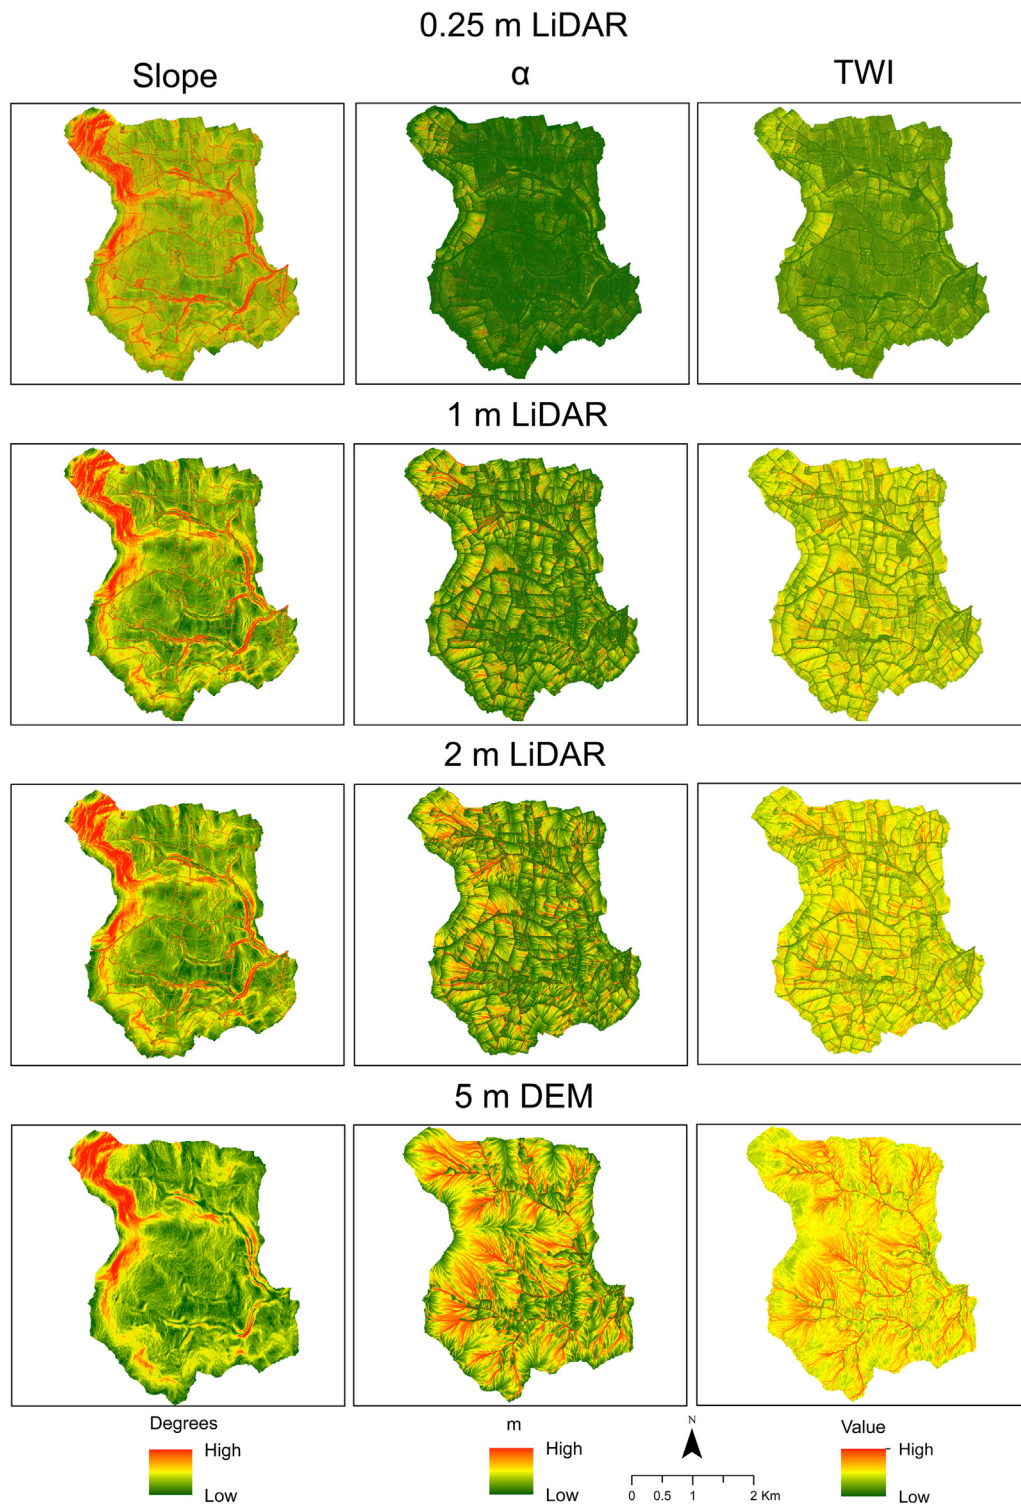 0.25 m LiDAR
Slope α TWI
1 m LiDAR
2 m LiDAR
5 m DEM
Degrees m N Value
High High High
Low Low 0 0.5 1 2 Km Low